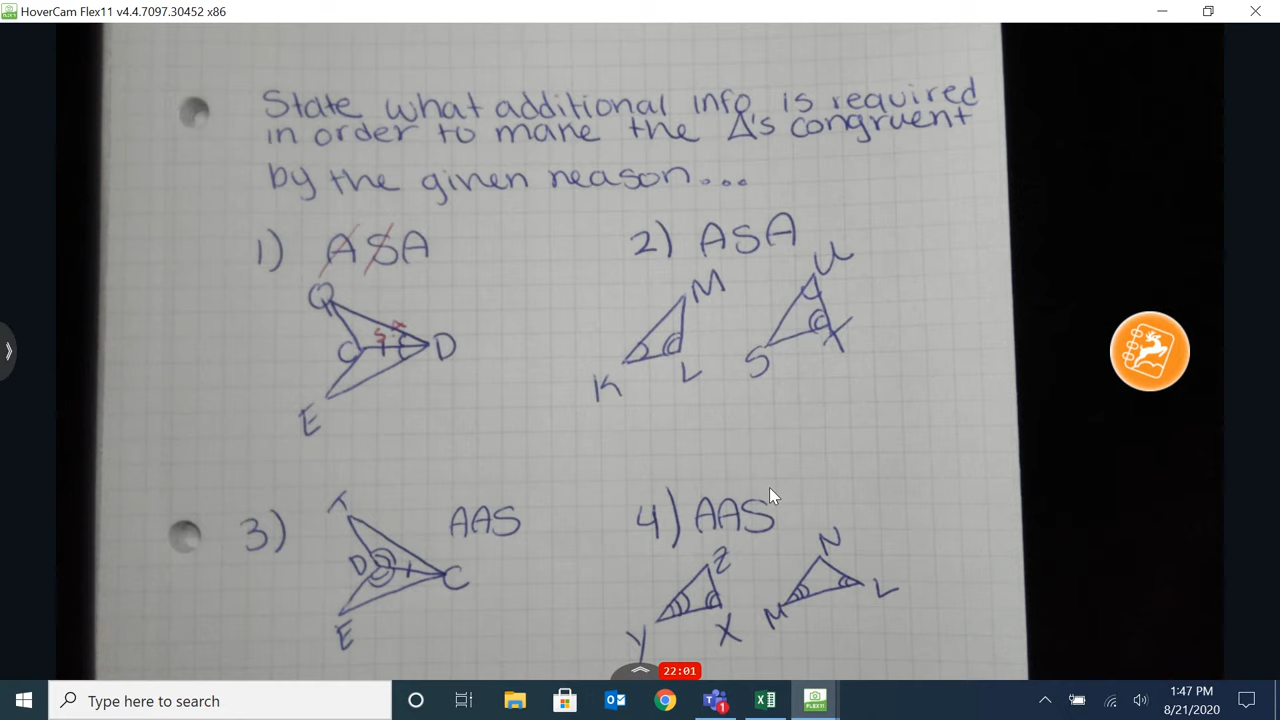 HoverCam Flex11 v4.4.7097.30452 x86
State what additional info is required
in order to make the Δ's congruent
by the given reason...
1) ASA
2) ASA
Q
C
D
E
S
a
M
K
L
U
S
X
3)
AAS
D
C
E
4) AAS
Z
Y
X
N
M
L
22:01
Type here to search
1
FLEX11
1:47 PM
8/21/2020